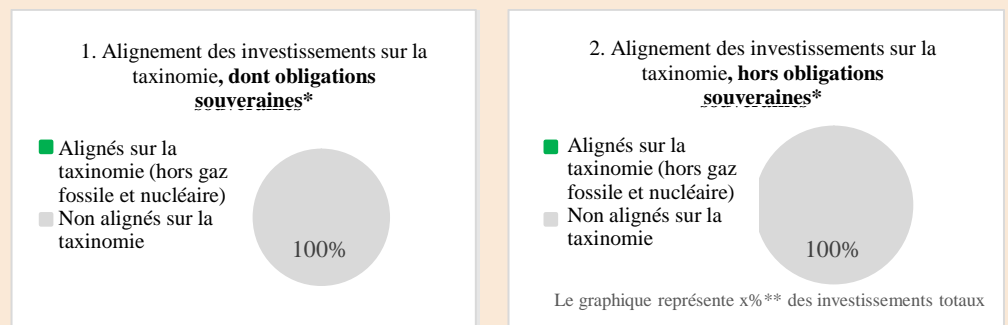 1. Alignement des investissements sur la
taxinomie, dont obligations
souveraines*
Alignés sur la
taxinomie (hors gaz
fossile et nucléaire)
Non alignés sur la
taxinomie
100%
2. Alignement des investissements sur la
taxinomie, hors obligations
souveraines*
Alignés sur la
taxinomie (hors gaz
fossile et nucléaire)
Non alignés sur la
taxinomie
100%
Le graphique représente x%** des investissements totaux